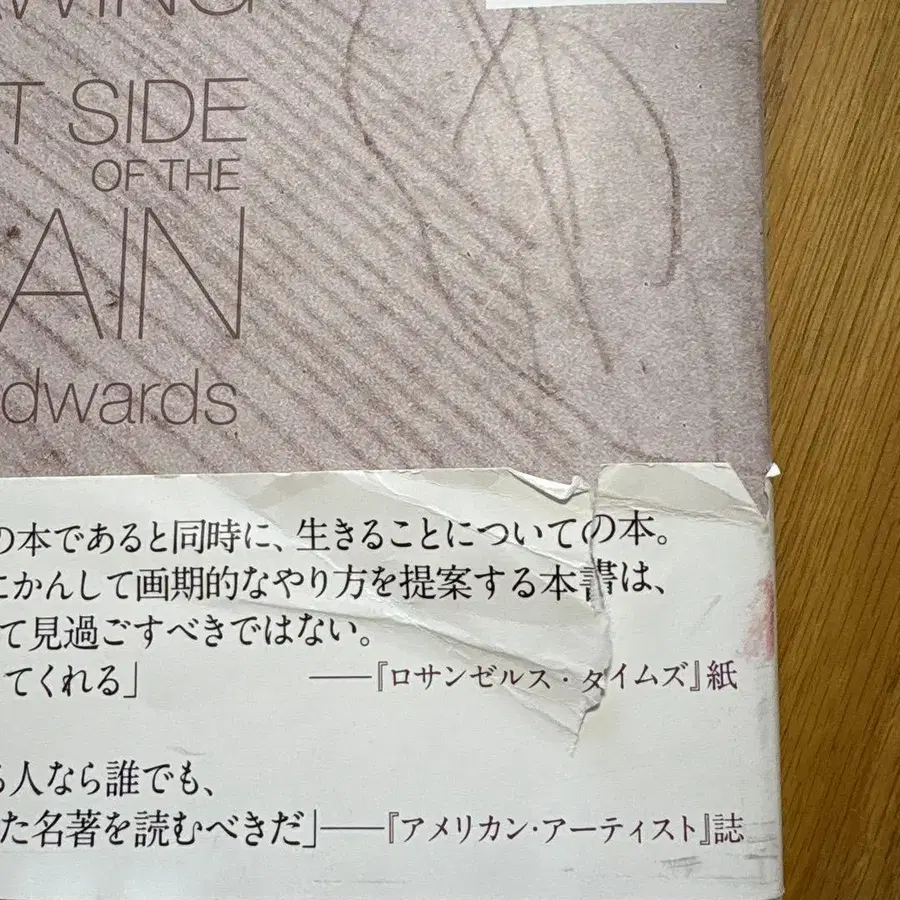 AWING
T SIDE
OF THE
AIN
dwards
の本であると同時に、生きることについての本。
にかんして画期的なやり方を提案する本書は、
て見過ごすべきではない。
てくれる」 ――『ロサンゼルス・タイムズ』紙
る人なら誰でも、
た名著を読むべきだ」――『アメリカン・アーティスト』誌